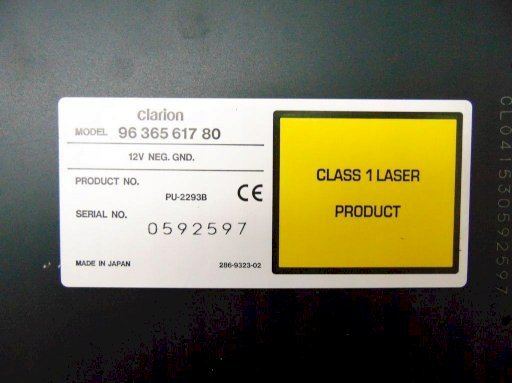 clarion
MODEL 96 365 617 80
12V NEG. GND.
PRODUCT NO.
PU-2293B
CE
SERIAL NO.
0592597
MADE IN JAPAN
286-9323-02
CLASS 1 LASER
PRODUCT
CL041530592597